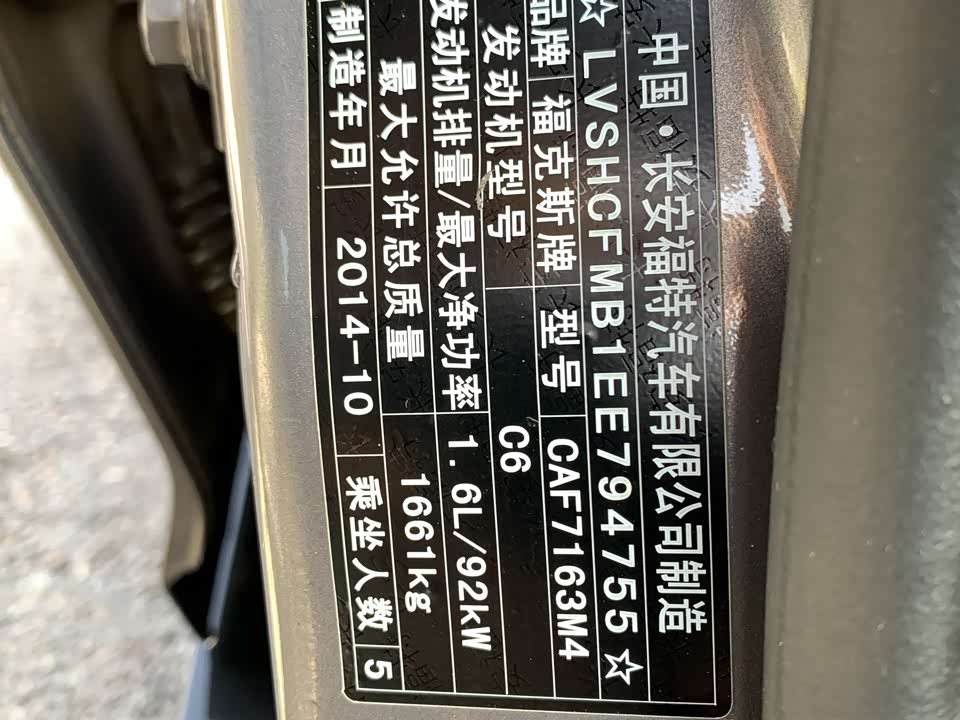 中国·长安福特汽车有限公司制造
☆LVSHCFMB1EE794755☆
品牌 福克斯牌 型号 CAF7163M4
发动机型号 C6
发动机排量/最大净功率 1.6L/92kW
最大允许总质量 1661kg
制造年月 2014-10 乘坐人数 5